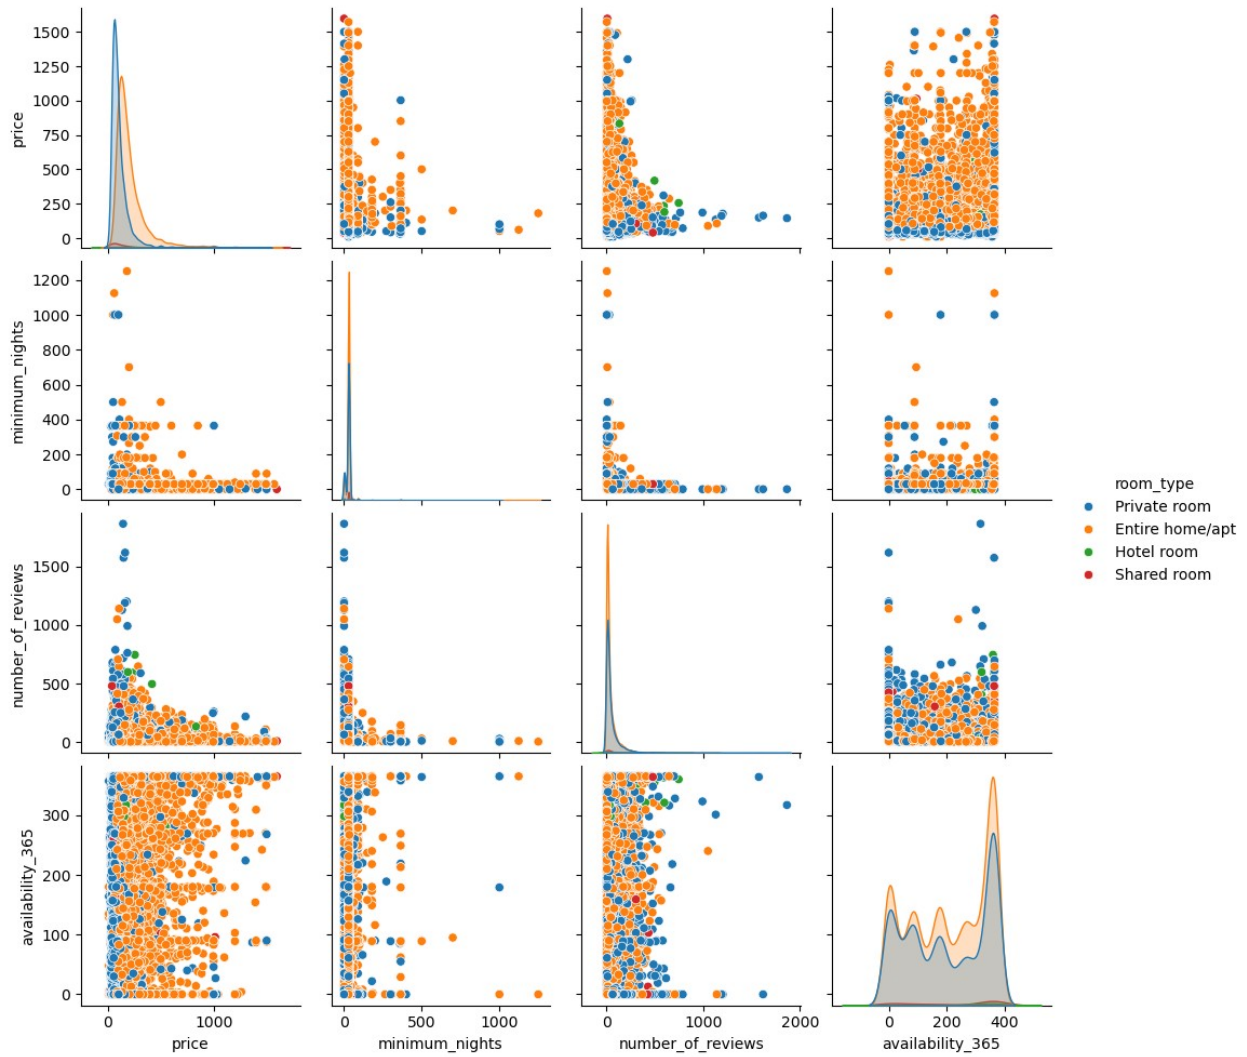 price
1500
1250
1000
750
500
250
0
minimum_nights
1200
1000
800
600
400
200
0
room_type
Private room
Entire home/apt
Hotel room
Shared room
number_of_reviews
1500
1000
500
0
availability_365
300
200
100
0
0 1000
0 500 1000
0 1000 2000
0 200 400
price
minimum_nights
number_of_reviews
availability_365